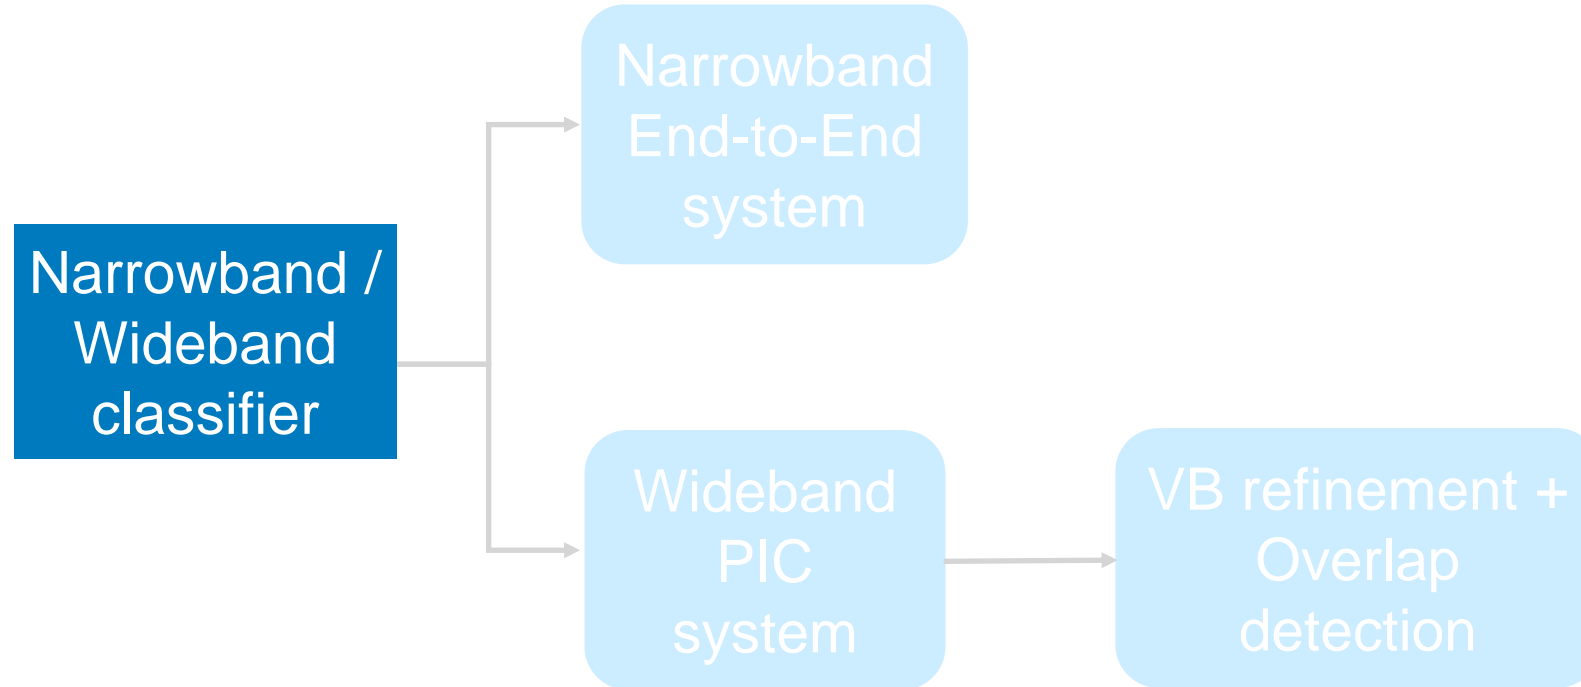 Narrowband
End-to-End
system
Narrowband /
Wideband
classifier
Wideband
PIC
system
VB refinement +
Overlap
detection